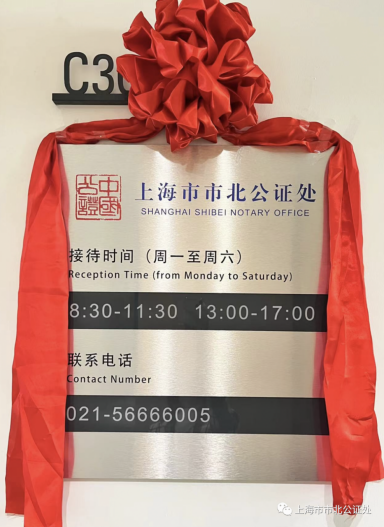 C3
中國公證
上海市市北公证处
SHANGHAI SHIBEI NOTARY OFFICE
接待时间（周一至周六）
Reception Time (from Monday to Saturday)
8:30-11:30 13:00-17:00
联系电话
Contact Number
021-56666005
上海市市北公证处